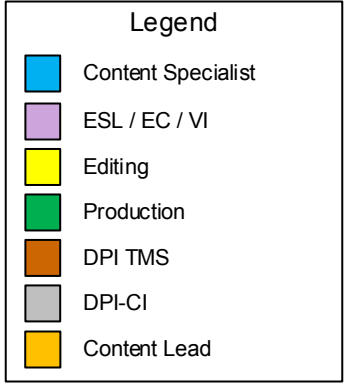 Legend
Content Specialist
ESL / EC / VI
Editing
Production
DPI TMS
DPI-CI
Content Lead